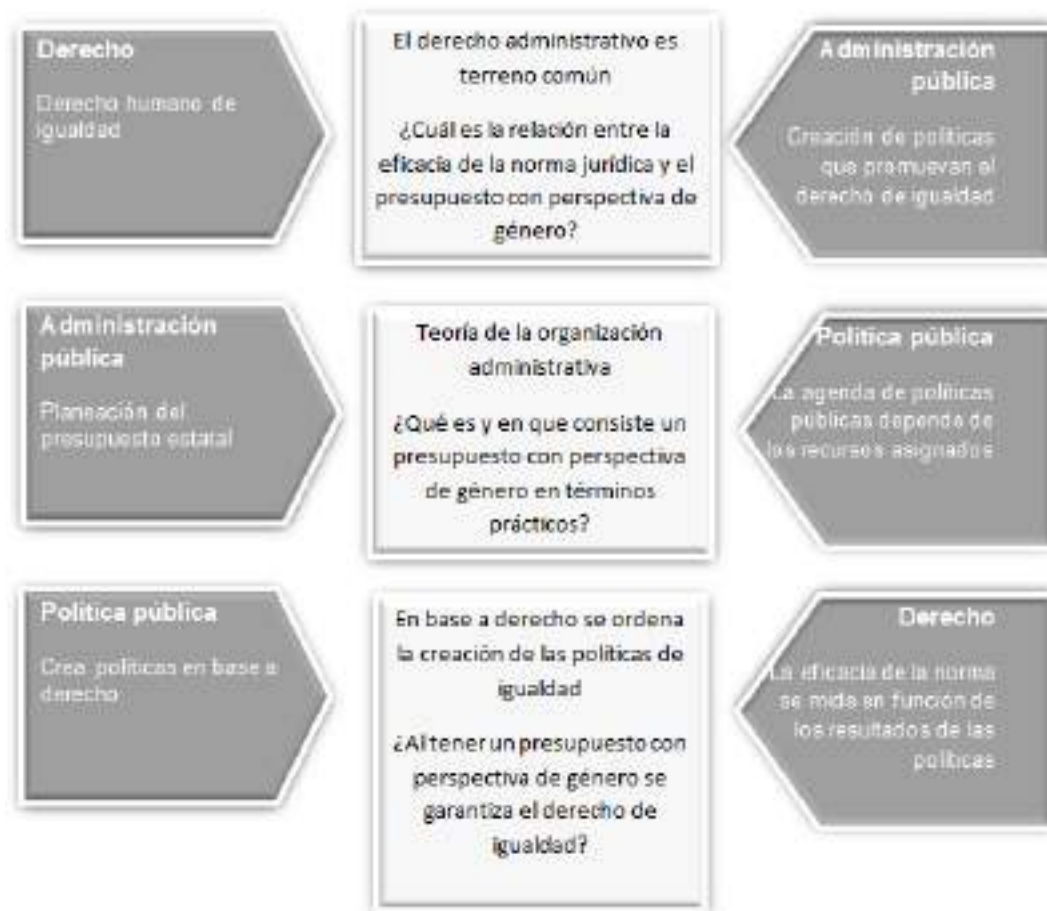 Derecho
Derecho humano de
igualdad
El derecho administrativo es
terreno común
¿Cuál es la relación entre la
eficacia de la norma jurídica y el
presupuesto con perspectiva de
género?
Administración
pública
Creación de políticas
que promuevan el
derecho de igualdad
Administración
pública
Planeación del
presupuesto estatal
Teoría de la organización
administrativa
¿Qué es y en que consiste un
presupuesto con perspectiva
de género en términos
prácticos?
Política pública
La agenda de políticas
públicas depende de
los recursos asignados
Política pública
Crea políticas en base a
derecho
En base a derecho se ordena
la creación de las políticas de
igualdad
¿Al tener un presupuesto con
perspectiva de género se
garantiza el derecho de
igualdad?
Derecho
La eficacia de la norma
se mide en función de
los resultados de las
políticas